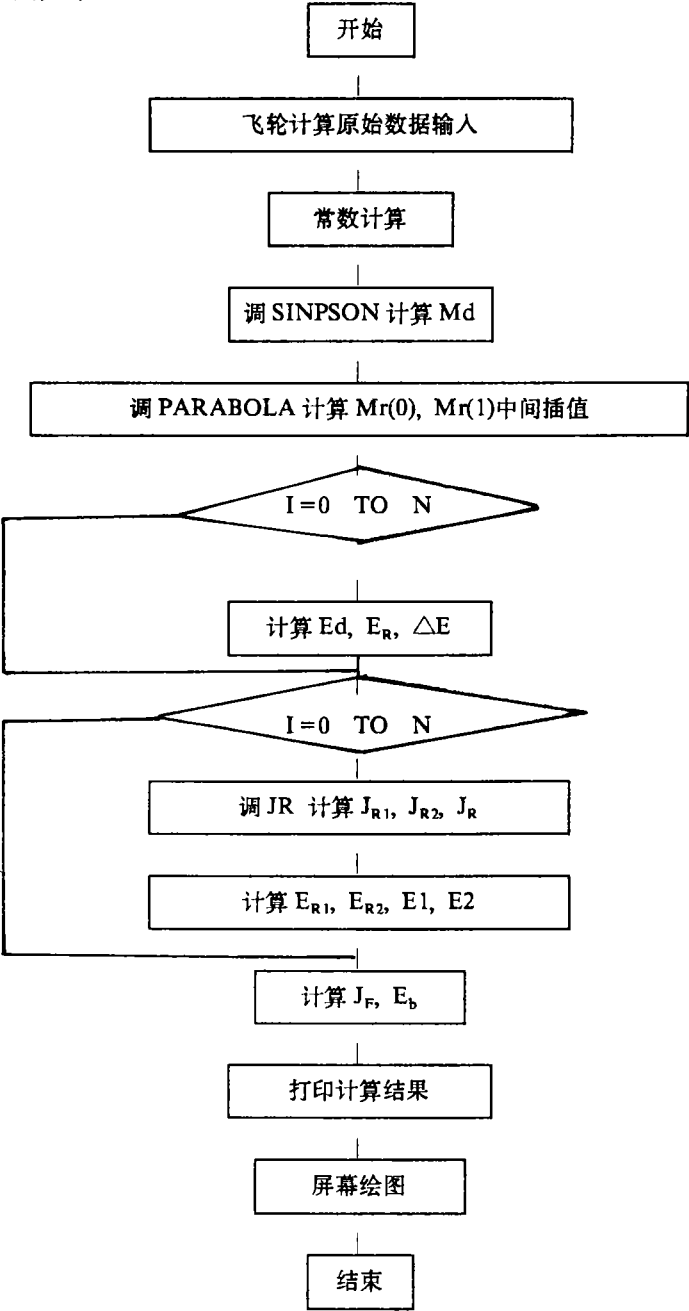 开始
飞轮计算原始数据输入
常数计算
调 SINPSON 计算 Md
调 PARABOLA 计算 Mr(0), Mr(1)中间插值
I=0 TO N
计算 Ed, E_R, △E
I=0 TO N
调 JR 计算 J_R1, J_R2, J_R
计算 E_R1, E_R2, E1, E2
计算 J_F, E_b
打印计算结果
屏幕绘图
结束